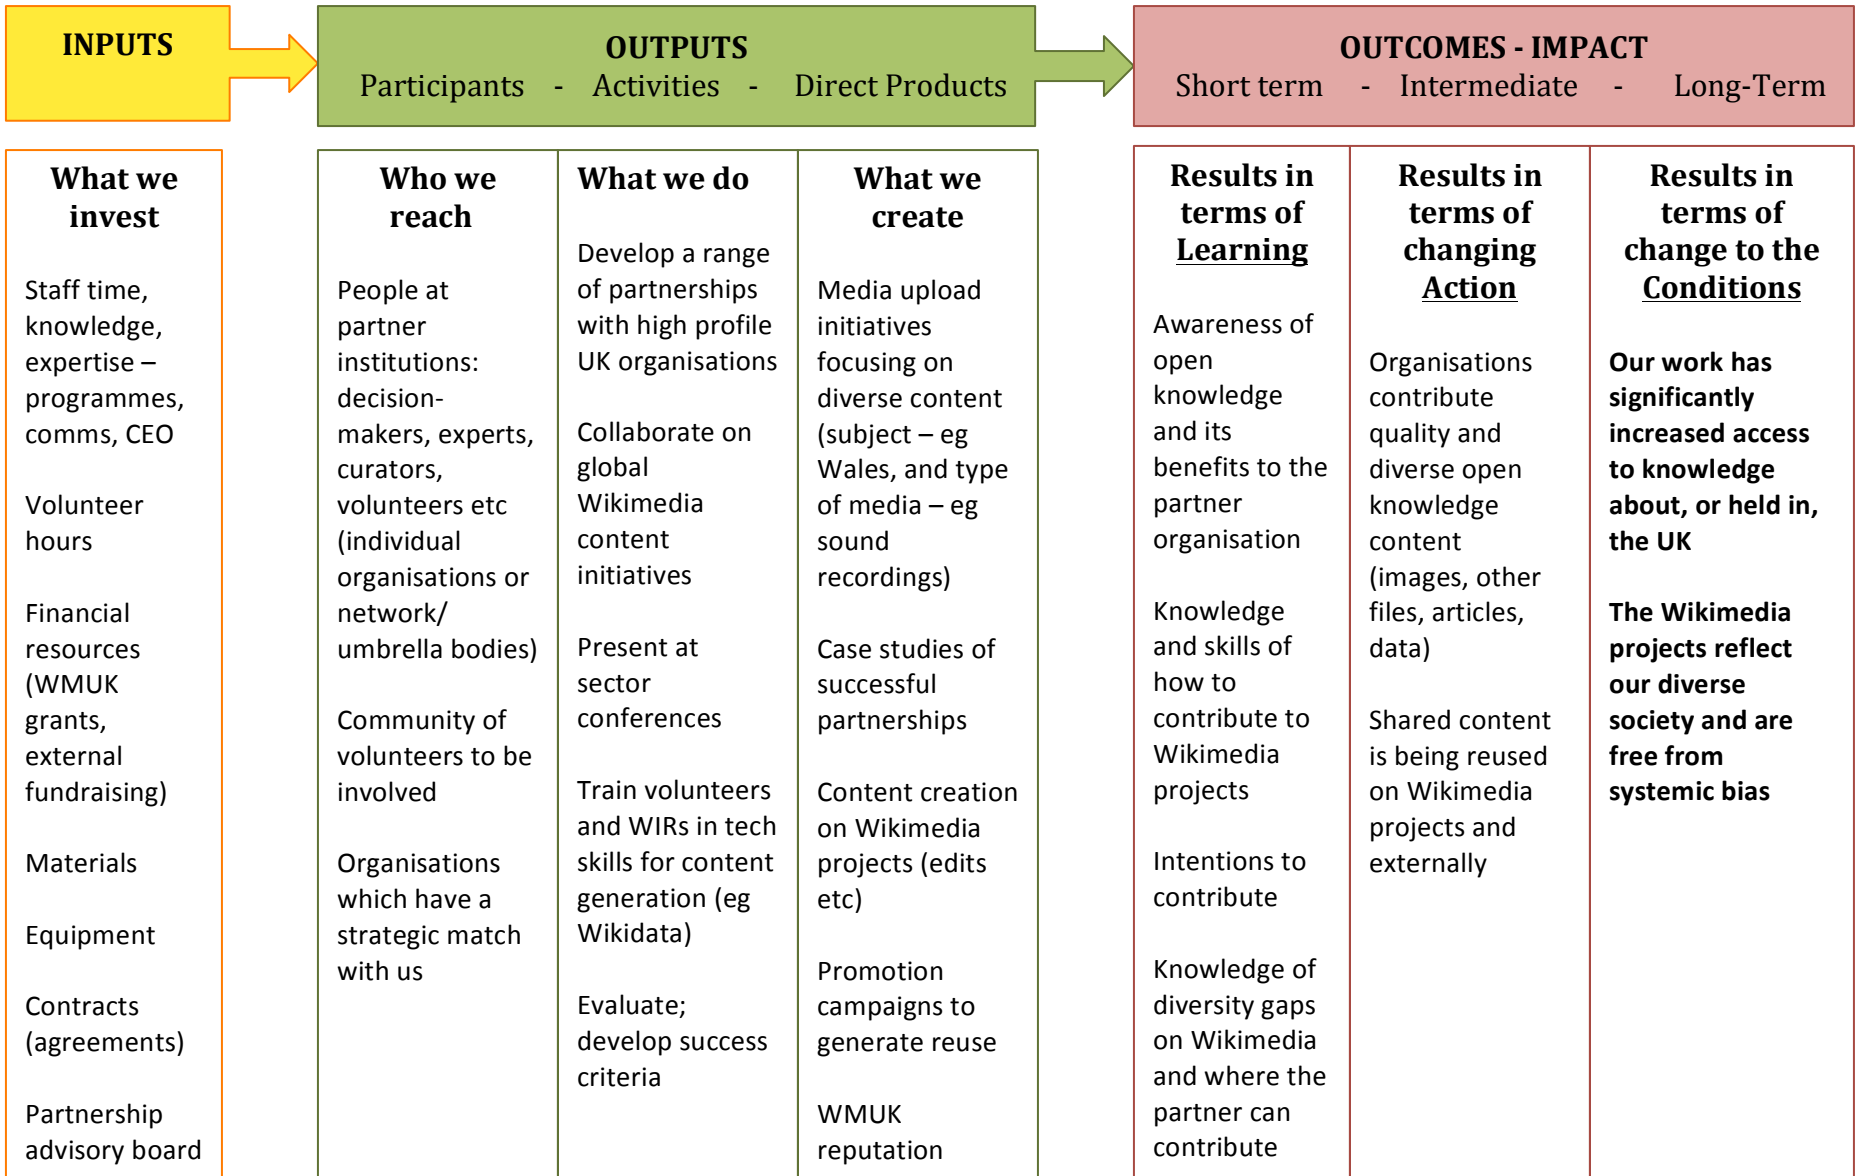 INPUTS
OUTPUTS
Participants - Activities - Direct Products
OUTCOMES - IMPACT
Short term - Intermediate - Long-Term
What we
invest
Staff time,
knowledge,
expertise –
programmes,
comms, CEO
Volunteer
hours
Financial
resources
(WMUK
grants,
external
fundraising)
Materials
Equipment
Contracts
(agreements)
Partnership
advisory board
Who we
reach
People at
partner
institutions:
decision-
makers, experts,
curators,
volunteers etc
(individual
organisations or
network/
umbrella bodies)
Community of
volunteers to be
involved
Organisations
which have a
strategic match
with us
What we do
Develop a range
of partnerships
with high profile
UK organisations
Collaborate on
global
Wikimedia
content
initiatives
Present at
sector
conferences
Train volunteers
and WIRs in tech
skills for content
generation (eg
Wikidata)
Evaluate;
develop success
criteria
What we
create
Media upload
initiatives
focusing on
diverse content
(subject – eg
Wales, and type
of media – eg
sound
recordings)
Case studies of
successful
partnerships
Content creation
on Wikimedia
projects (edits
etc)
Promotion
campaigns to
generate reuse
WMUK
reputation
Results in
terms of
Learning
Awareness of
open
knowledge
and its
benefits to the
partner
organisation
Knowledge
and skills of
how to
contribute to
Wikimedia
projects
Intentions to
contribute
Knowledge of
diversity gaps
on Wikimedia
and where the
partner can
contribute
Results in
terms of
changing
Action
Organisations
contribute
quality and
diverse open
knowledge
content
(images, other
files, articles,
data)
Shared content
is being reused
on Wikimedia
projects and
externally
Results in
terms of
change to the
Conditions
Our work has
significantly
increased access
to knowledge
about, or held in,
the UK
The Wikimedia
projects reflect
our diverse
society and are
free from
systemic bias